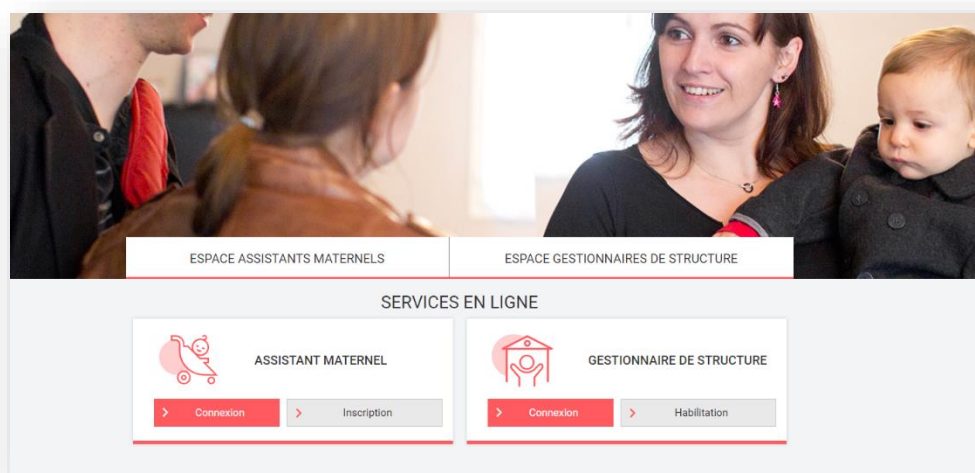 ESPACE ASSISTANTS MATERNELS
ESPACE GESTIONNAIRES DE STRUCTURE
SERVICES EN LIGNE
ASSISTANT MATERNEL
Connexion
Inscription
GESTIONNAIRE DE STRUCTURE
Connexion
Habilitation